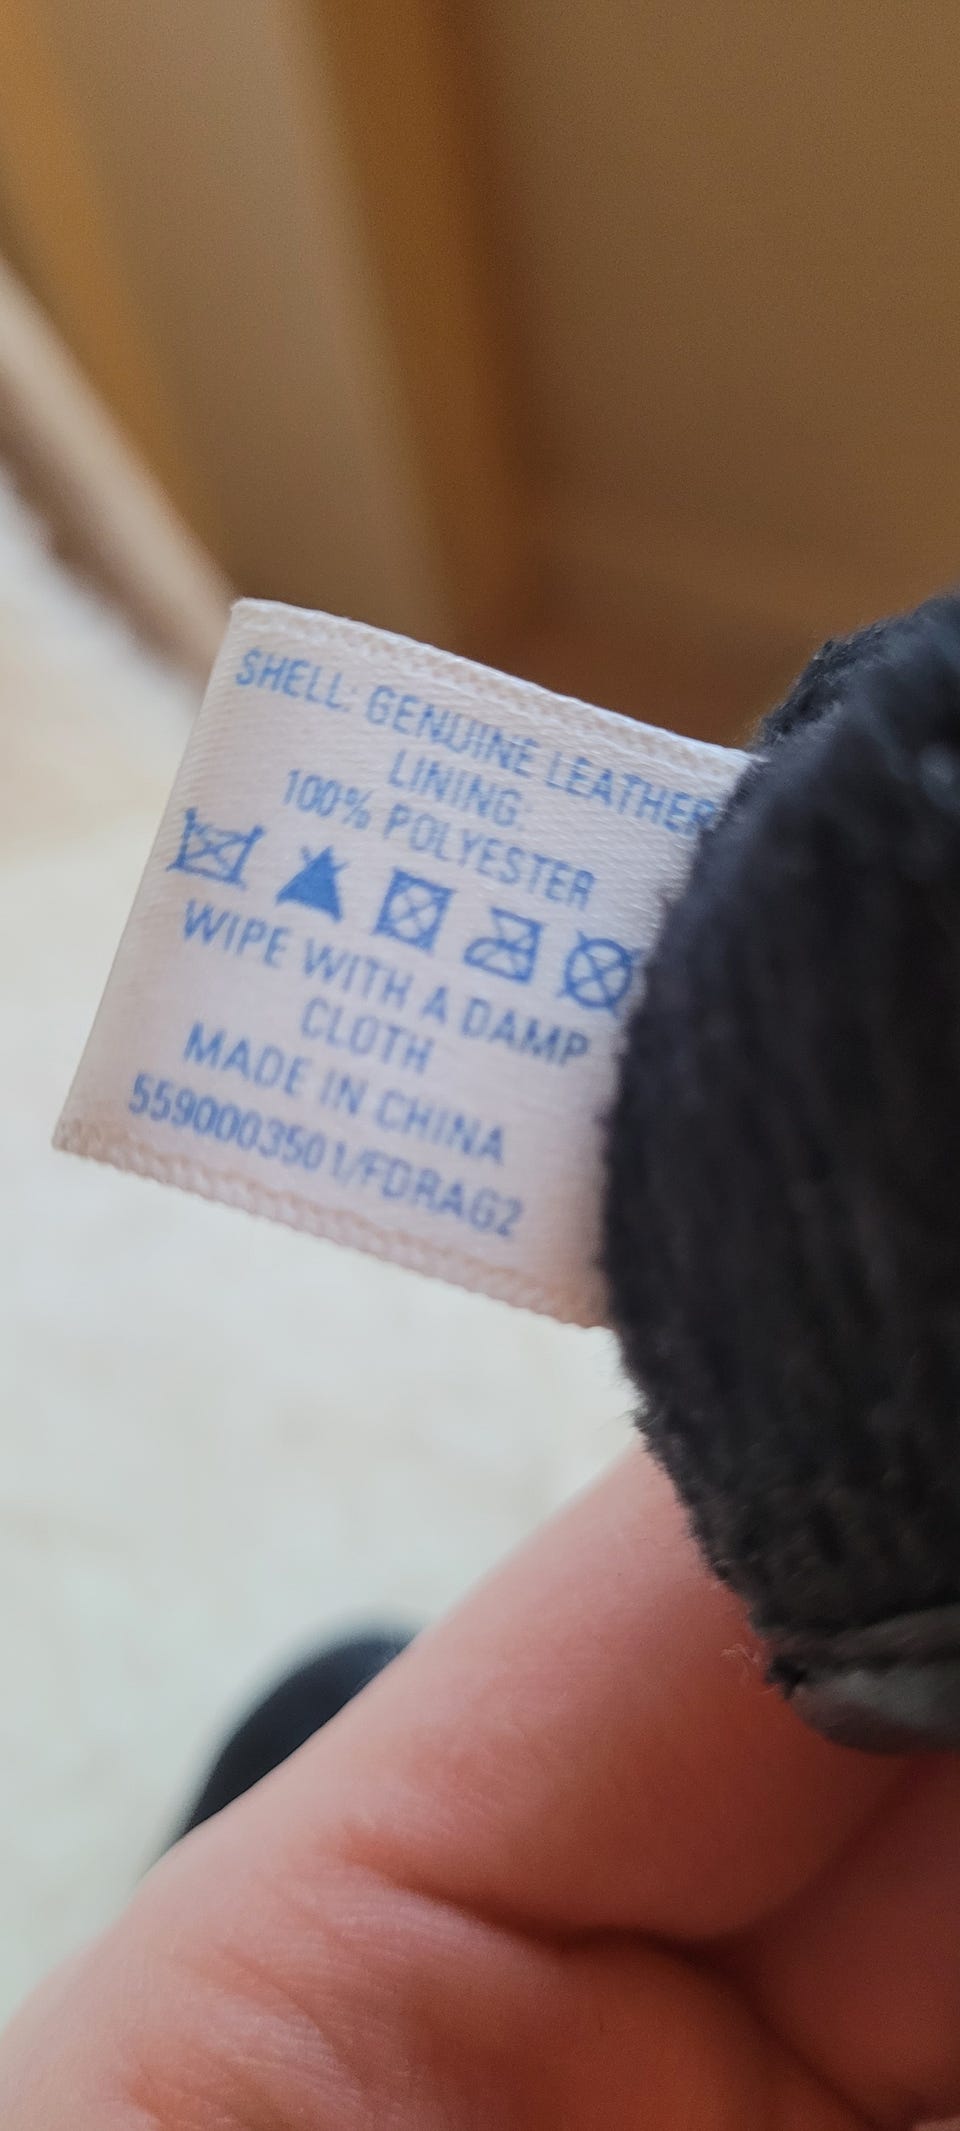 SHELL: GENUINE LEATHER
LINING:
100% POLYESTER
WIPE WITH A DAMP
CLOTH
MADE IN CHINA
5590003501/FDRAG2